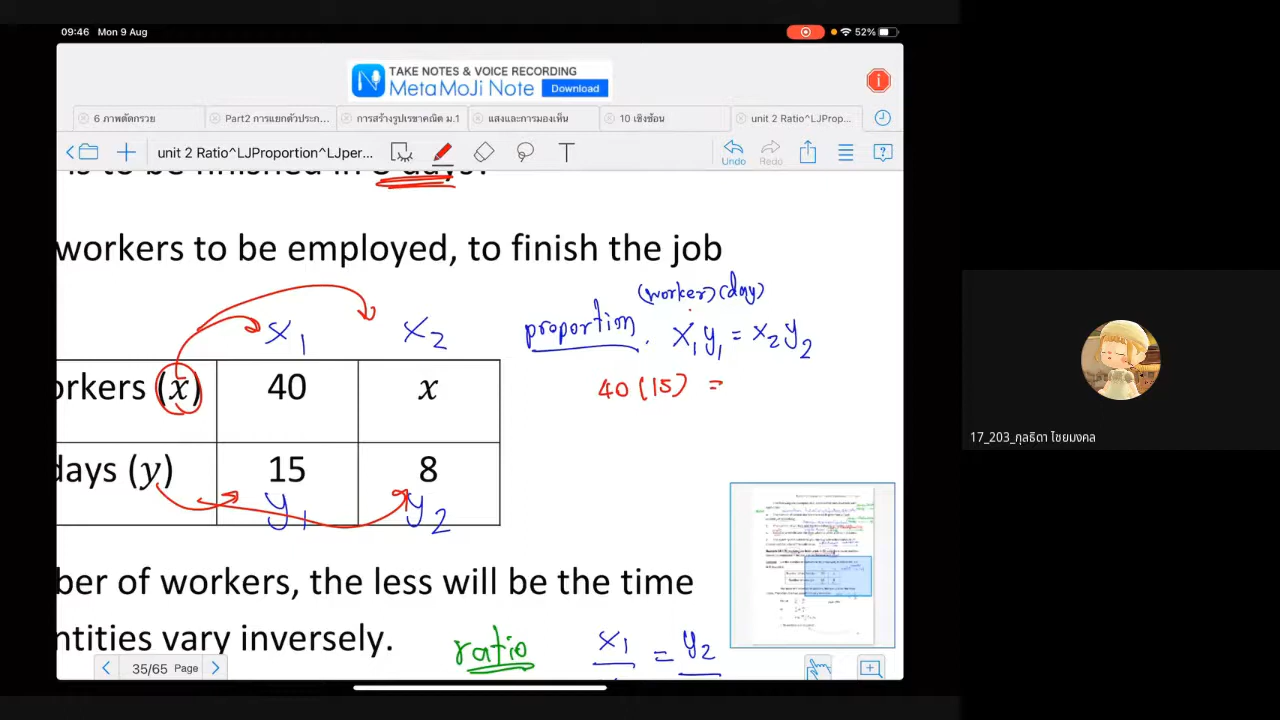 09:46 Mon 9 Aug
52%
TAKE NOTES & VOICE RECORDING
MetaMoJi Note
Download
6 ภาพตัดกรวย
Part2 การแยกตัวประก...
การสร้างรูปเรขาคณิต ม.1
แสงและการมองเห็น
10 เชิงซ้อน
unit 2 Ratio^LJProp...
unit 2 Ratio^LJProportion^LJper...
T
Undo
Redo
is to be finished in 8 days.
workers to be employed, to finish the job
(worker) (day)
x1 x2
proportion. x1y1 = x2y2
orkers (x) 40 x
40 (15) =
days (y) 15 8
y1 y2
ber of workers, the less will be the time
ntities vary inversely.
ratio x1 = y2
35/65 Page
17_203_กุลธิดา ไชยมงคล